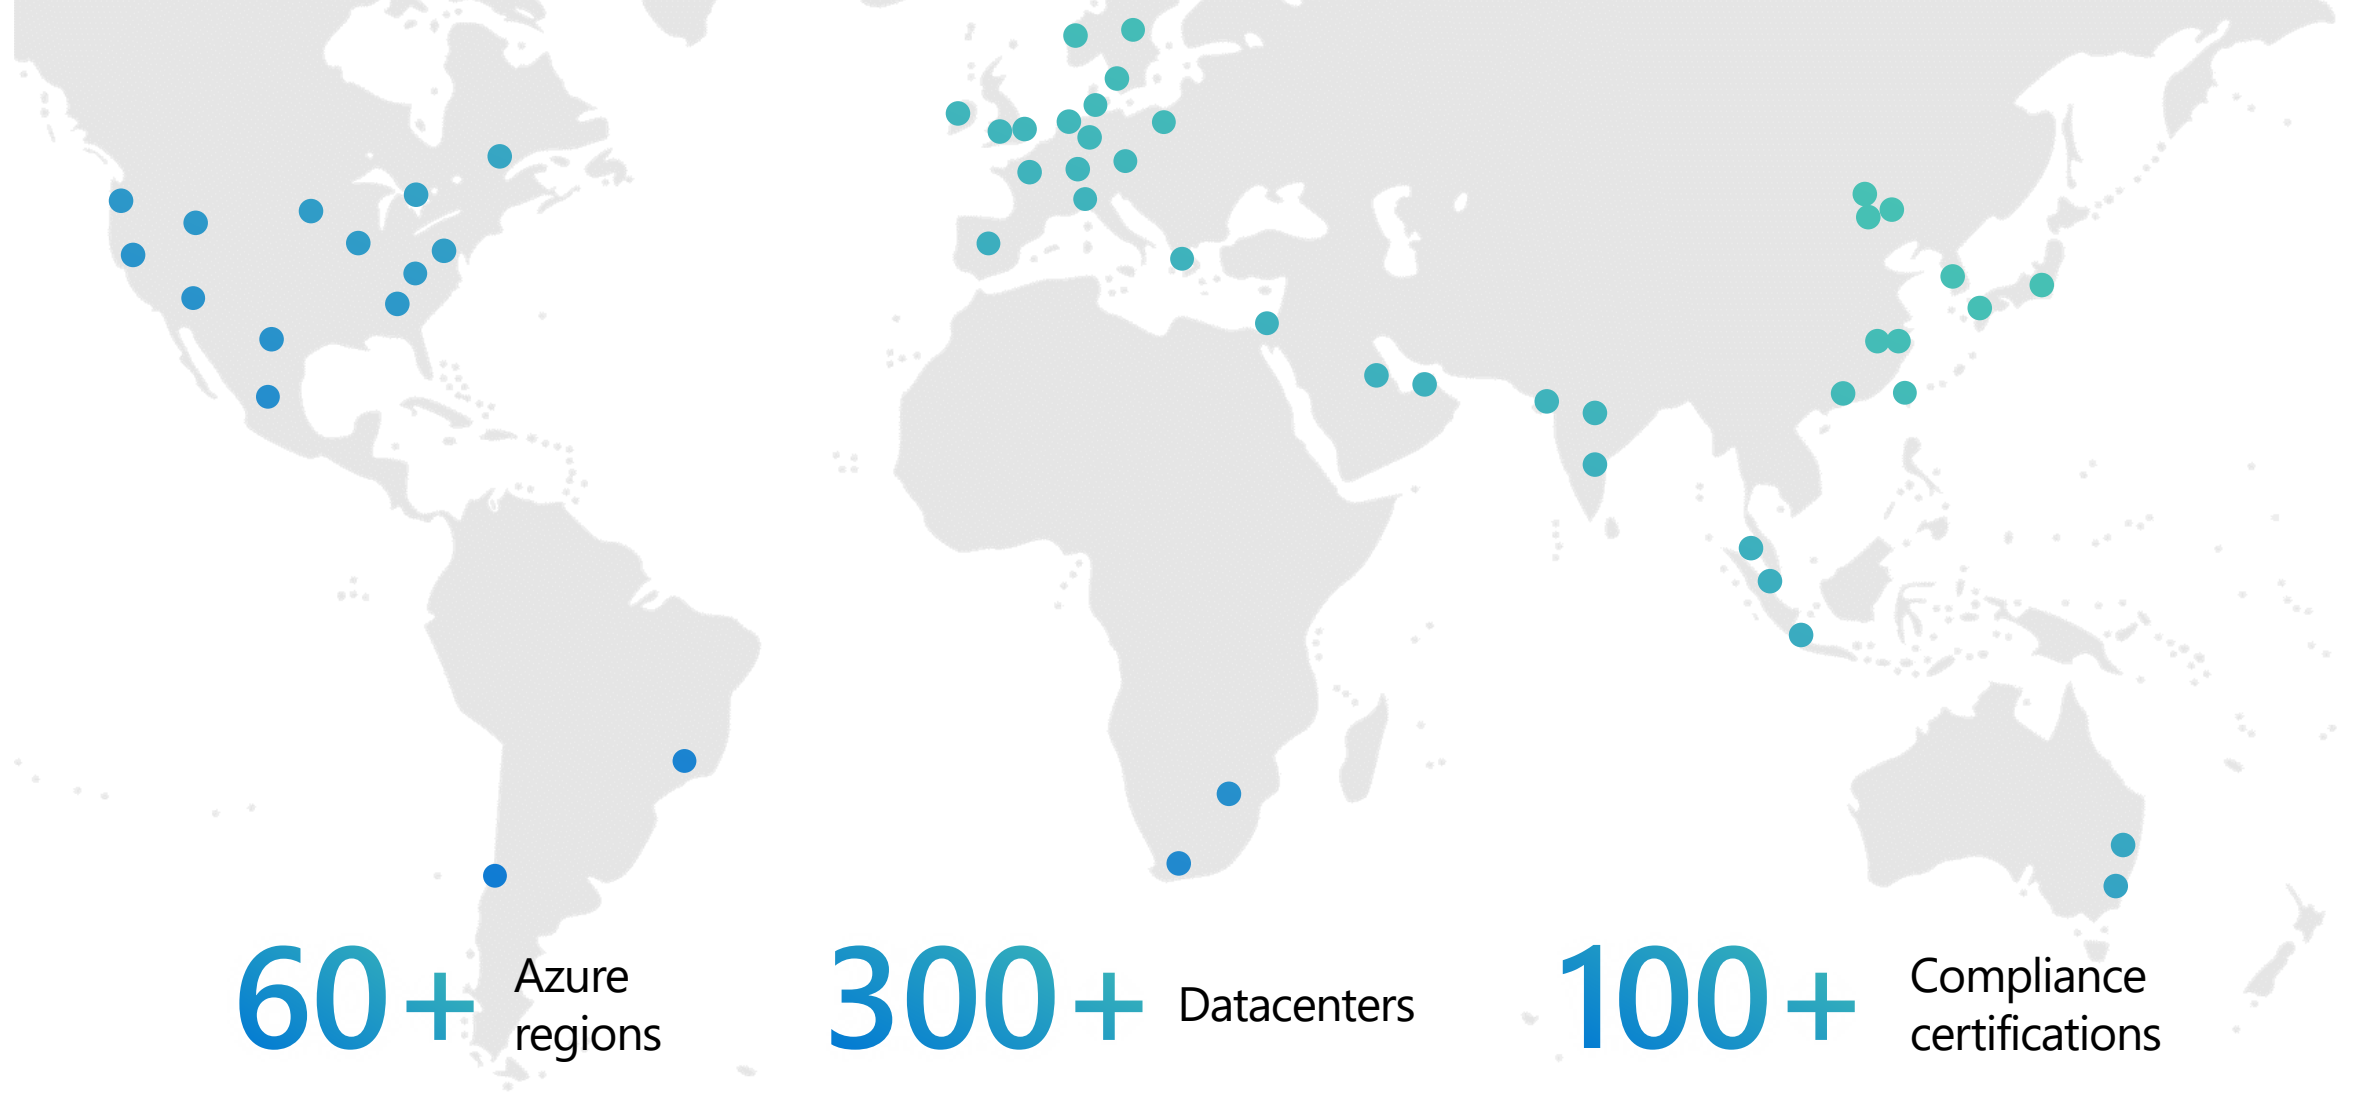 60+ Azure
regions
300+ Datacenters
100+ Compliance
certifications